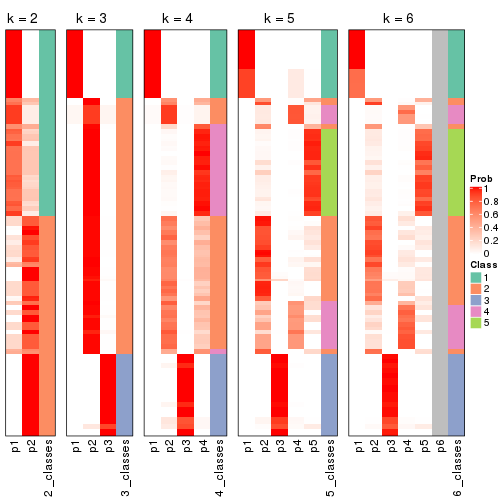 k = 2
k = 3
k = 4
k = 5
k = 6
p1
p2
2_classes
p1
p2
p3
3_classes
p1
p2
p3
p4
4_classes
p1
p2
p3
p4
p5
5_classes
p1
p2
p3
p4
p5
p6
6_classes
Prob
1
0.8
0.6
0.4
0.2
0
Class
1
2
3
4
5